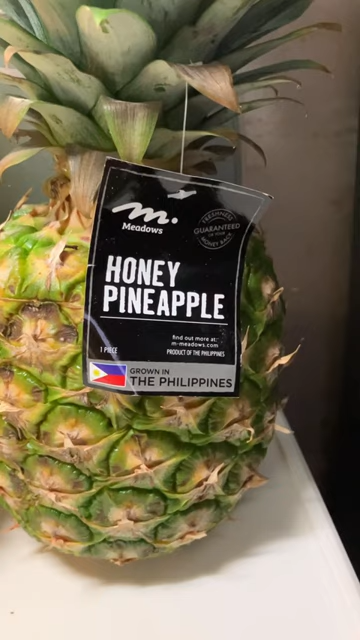 m.
Meadows
FRESHNESS
GUARANTEED
OR YOUR
MONEY BACK
HONEY
PINEAPPLE
find out more at:
m-meadows.com
1 PIECE
PRODUCT OF THE PHILIPPINES
GROWN IN
THE PHILIPPINES